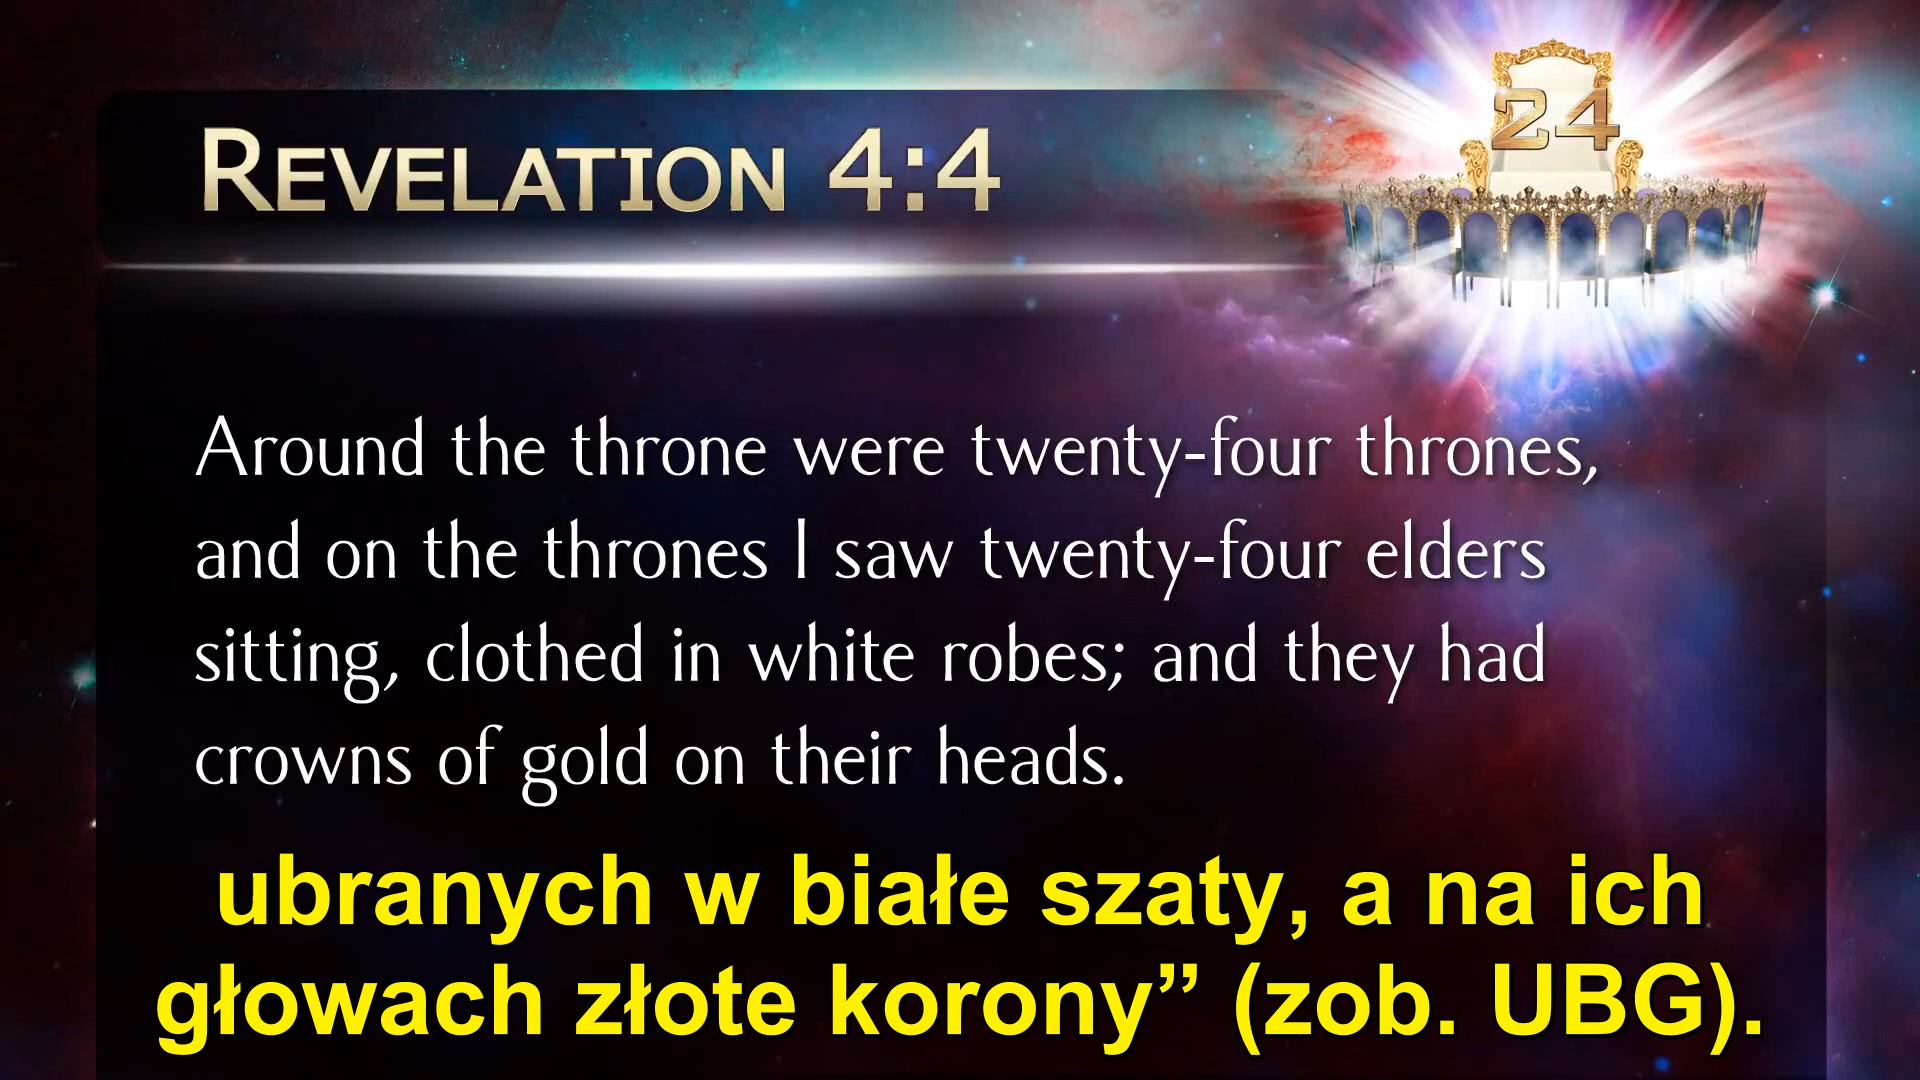 REVELATION 4:4
24
Around the throne were twenty-four thrones,
and on the thrones I saw twenty-four elders
sitting, clothed in white robes; and they had
crowns of gold on their heads.
ubranych w białe szaty, a na ich
głowach złote korony” (zob. UBG).